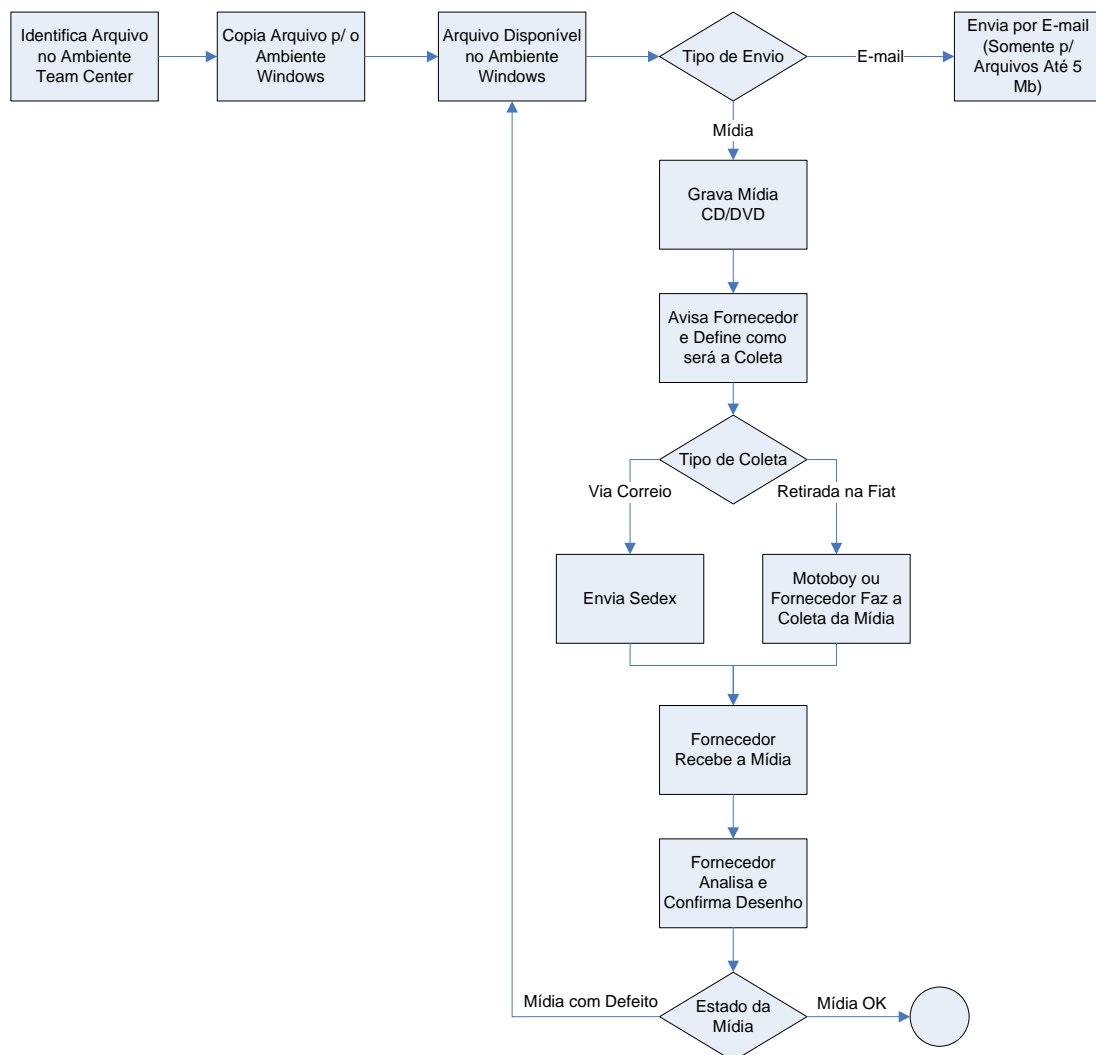 Identifica Arquivo
no Ambiente
Team Center
Copia Arquivo p/ o
Ambiente
Windows
Arquivo Disponível
no Ambiente
Windows
Tipo de Envio
E-mail
Envia por E-mail
(Somente p/
Arquivos Até 5
Mb)
Mídia
Grava Mídia
CD/DVD
Avisa Fornecedor
e Define como
será a Coleta
Tipo de Coleta
Via Correio
Retirada na Fiat
Envia Sedex
Motoboy ou
Fornecedor Faz a
Coleta da Mídia
Fornecedor
Recebe a Mídia
Fornecedor
Analisa e
Confirma Desenho
Mídia com Defeito
Estado da
Mídia
Mídia OK